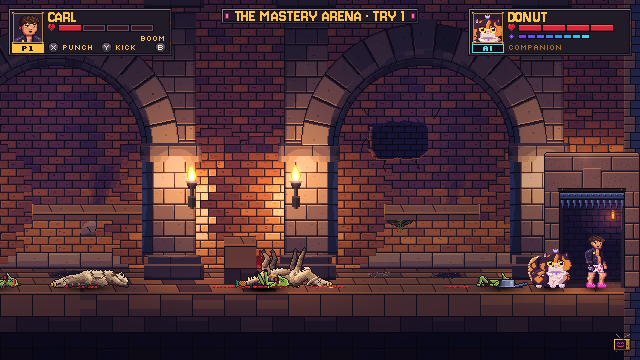 CARL
P1
X PUNCH Y KICK
BOOM
B
THE MASTERY ARENA · TRY 1
DONUT
AI
COMPANION